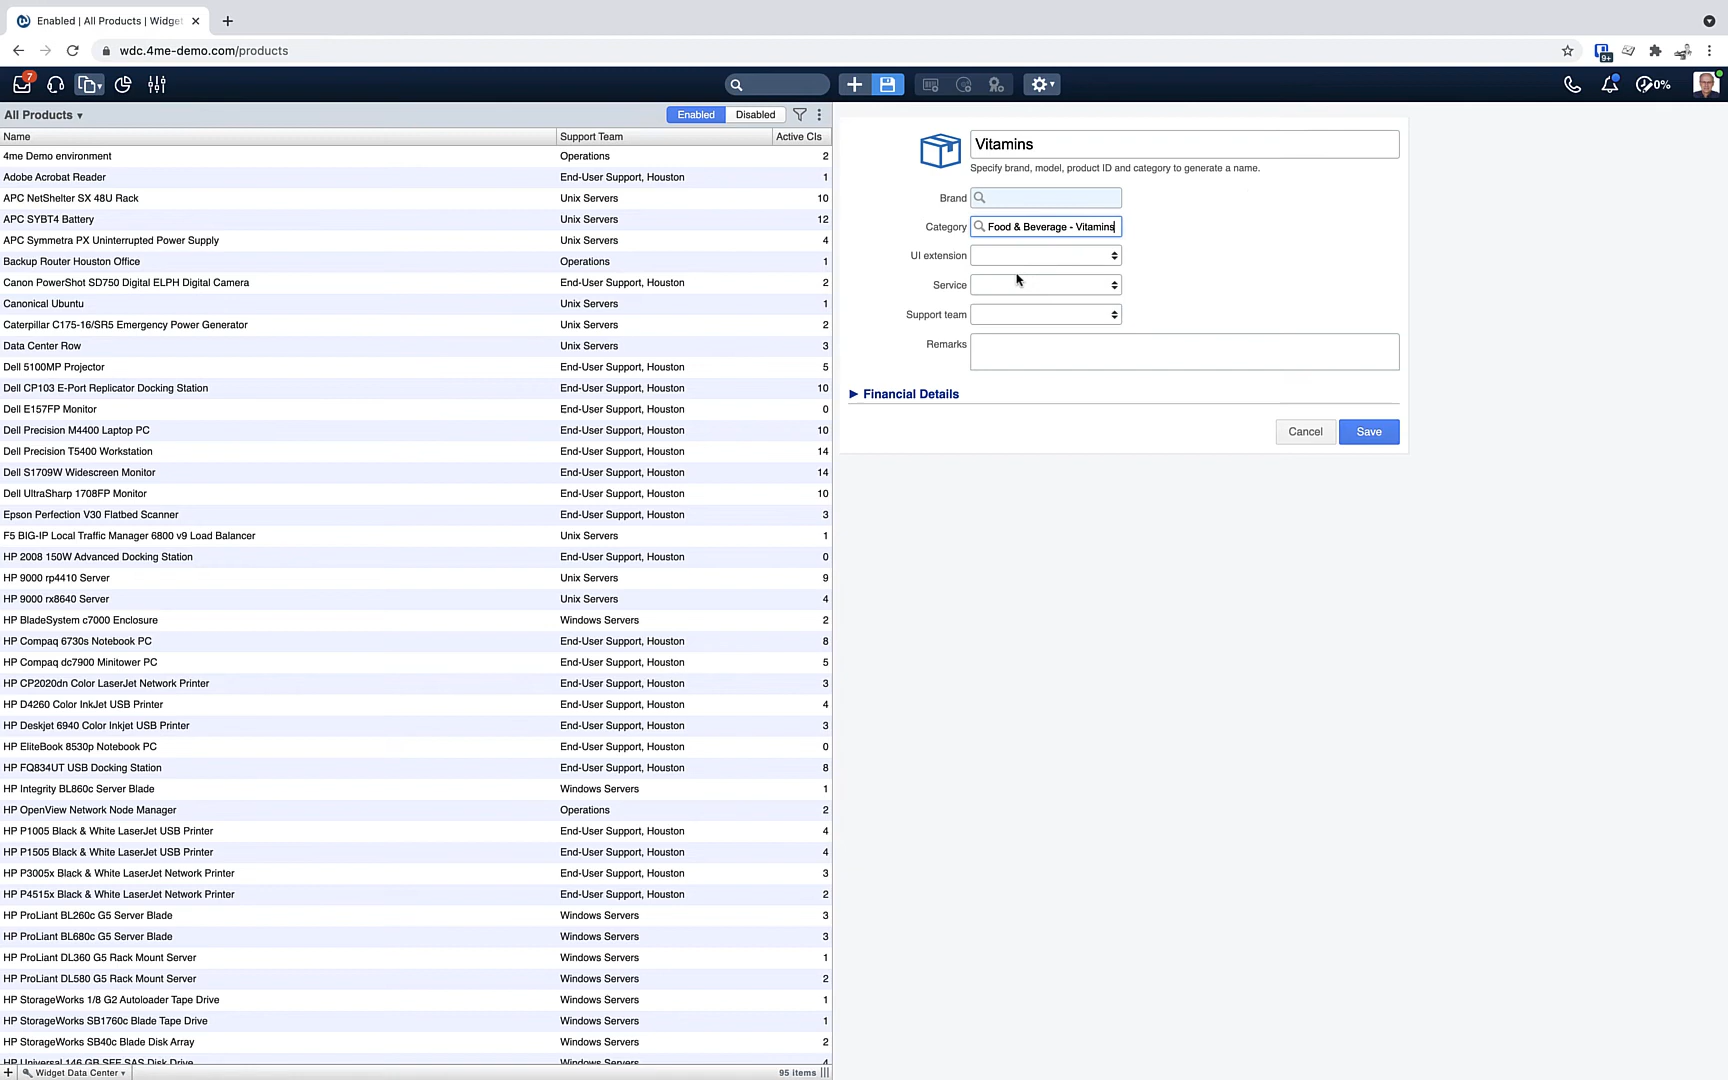 Enabled | All Products | Widge
wdc.4me-demo.com/products
9+
7
0%
All Products
Enabled
Disabled
Name
Support Team
Active CIs
4me Demo environment Operations 2
Adobe Acrobat Reader End-User Support, Houston 1
APC NetShelter SX 48U Rack Unix Servers 10
APC SYBT4 Battery Unix Servers 12
APC Symmetra PX Uninterrupted Power Supply Unix Servers 4
Backup Router Houston Office Operations 1
Canon PowerShot SD750 Digital ELPH Digital Camera End-User Support, Houston 2
Canonical Ubuntu Unix Servers 1
Caterpillar C175-16/SR5 Emergency Power Generator Unix Servers 2
Data Center Row Unix Servers 3
Dell 5100MP Projector End-User Support, Houston 5
Dell CP103 E-Port Replicator Docking Station End-User Support, Houston 10
Dell E157FP Monitor End-User Support, Houston 0
Dell Precision M4400 Laptop PC End-User Support, Houston 10
Dell Precision T5400 Workstation End-User Support, Houston 14
Dell S1709W Widescreen Monitor End-User Support, Houston 14
Dell UltraSharp 1708FP Monitor End-User Support, Houston 10
Epson Perfection V30 Flatbed Scanner End-User Support, Houston 3
F5 BIG-IP Local Traffic Manager 6800 v9 Load Balancer Unix Servers 1
HP 2008 150W Advanced Docking Station End-User Support, Houston 0
HP 9000 rp4410 Server Unix Servers 9
HP 9000 rx8640 Server Unix Servers 4
HP BladeSystem c7000 Enclosure Windows Servers 2
HP Compaq 6730s Notebook PC End-User Support, Houston 8
HP Compaq dc7900 Minitower PC End-User Support, Houston 5
HP CP2020dn Color LaserJet Network Printer End-User Support, Houston 3
HP D4260 Color InkJet USB Printer End-User Support, Houston 4
HP Deskjet 6940 Color Inkjet USB Printer End-User Support, Houston 3
HP EliteBook 8530p Notebook PC End-User Support, Houston 0
HP FQ834UT USB Docking Station End-User Support, Houston 8
HP Integrity BL860c Server Blade Windows Servers 1
HP OpenView Network Node Manager Operations 2
HP P1005 Black & White LaserJet USB Printer End-User Support, Houston 4
HP P1505 Black & White LaserJet USB Printer End-User Support, Houston 4
HP P3005x Black & White LaserJet Network Printer End-User Support, Houston 3
HP P4515x Black & White LaserJet Network Printer End-User Support, Houston 2
HP ProLiant BL260c G5 Server Blade Windows Servers 3
HP ProLiant BL680c G5 Server Blade Windows Servers 3
HP ProLiant DL360 G5 Rack Mount Server Windows Servers 1
HP ProLiant DL580 G5 Rack Mount Server Windows Servers 2
HP StorageWorks 1/8 G2 Autoloader Tape Drive Windows Servers 1
HP StorageWorks SB1760c Blade Tape Drive Windows Servers 1
HP StorageWorks SB40c Blade Disk Array Windows Servers 2
HP Universal 146 GB SFF SAS Disk Drive Windows Servers 4
Widget Data Center
95 items
Vitamins
Specify brand, model, product ID and category to generate a name.
Brand
Category Food & Beverage - Vitamins
UI extension
Service
Support team
Remarks
Financial Details
Cancel
Save